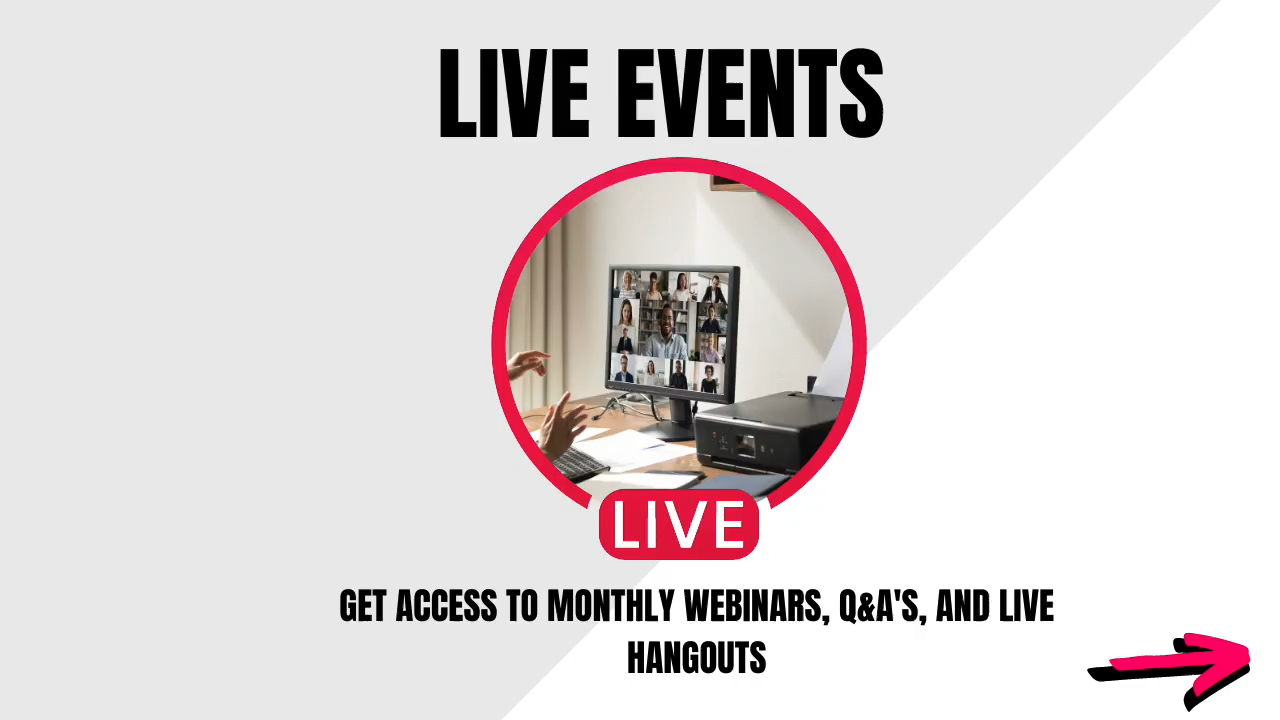 LIVE EVENTS
LIVE
GET ACCESS TO MONTHLY WEBINARS, Q&A'S, AND LIVE
HANGOUTS